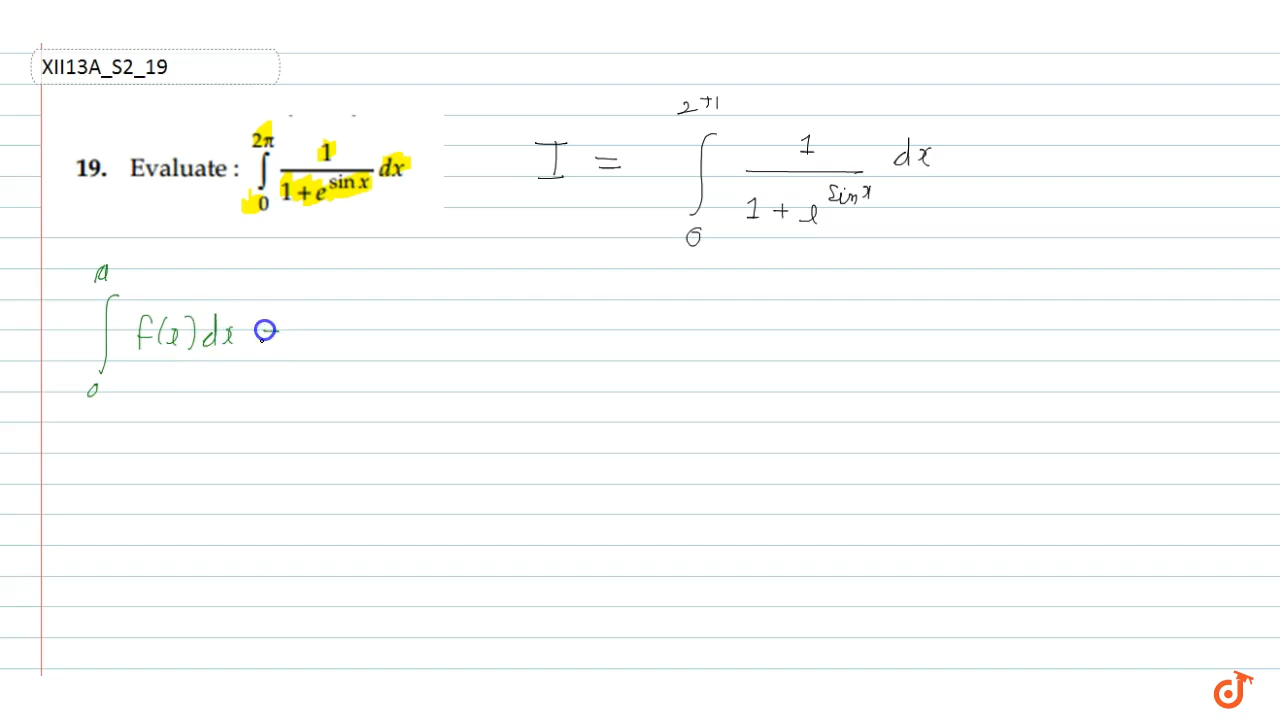 XII13A_S2_19
19. Evaluate : ∫₀^{2π} 1/(1 + e^{sin x}) dx
I = ∫₀^{2π} 1/(1 + e^{sin x}) dx
∫₀^{a} f(x) dx =